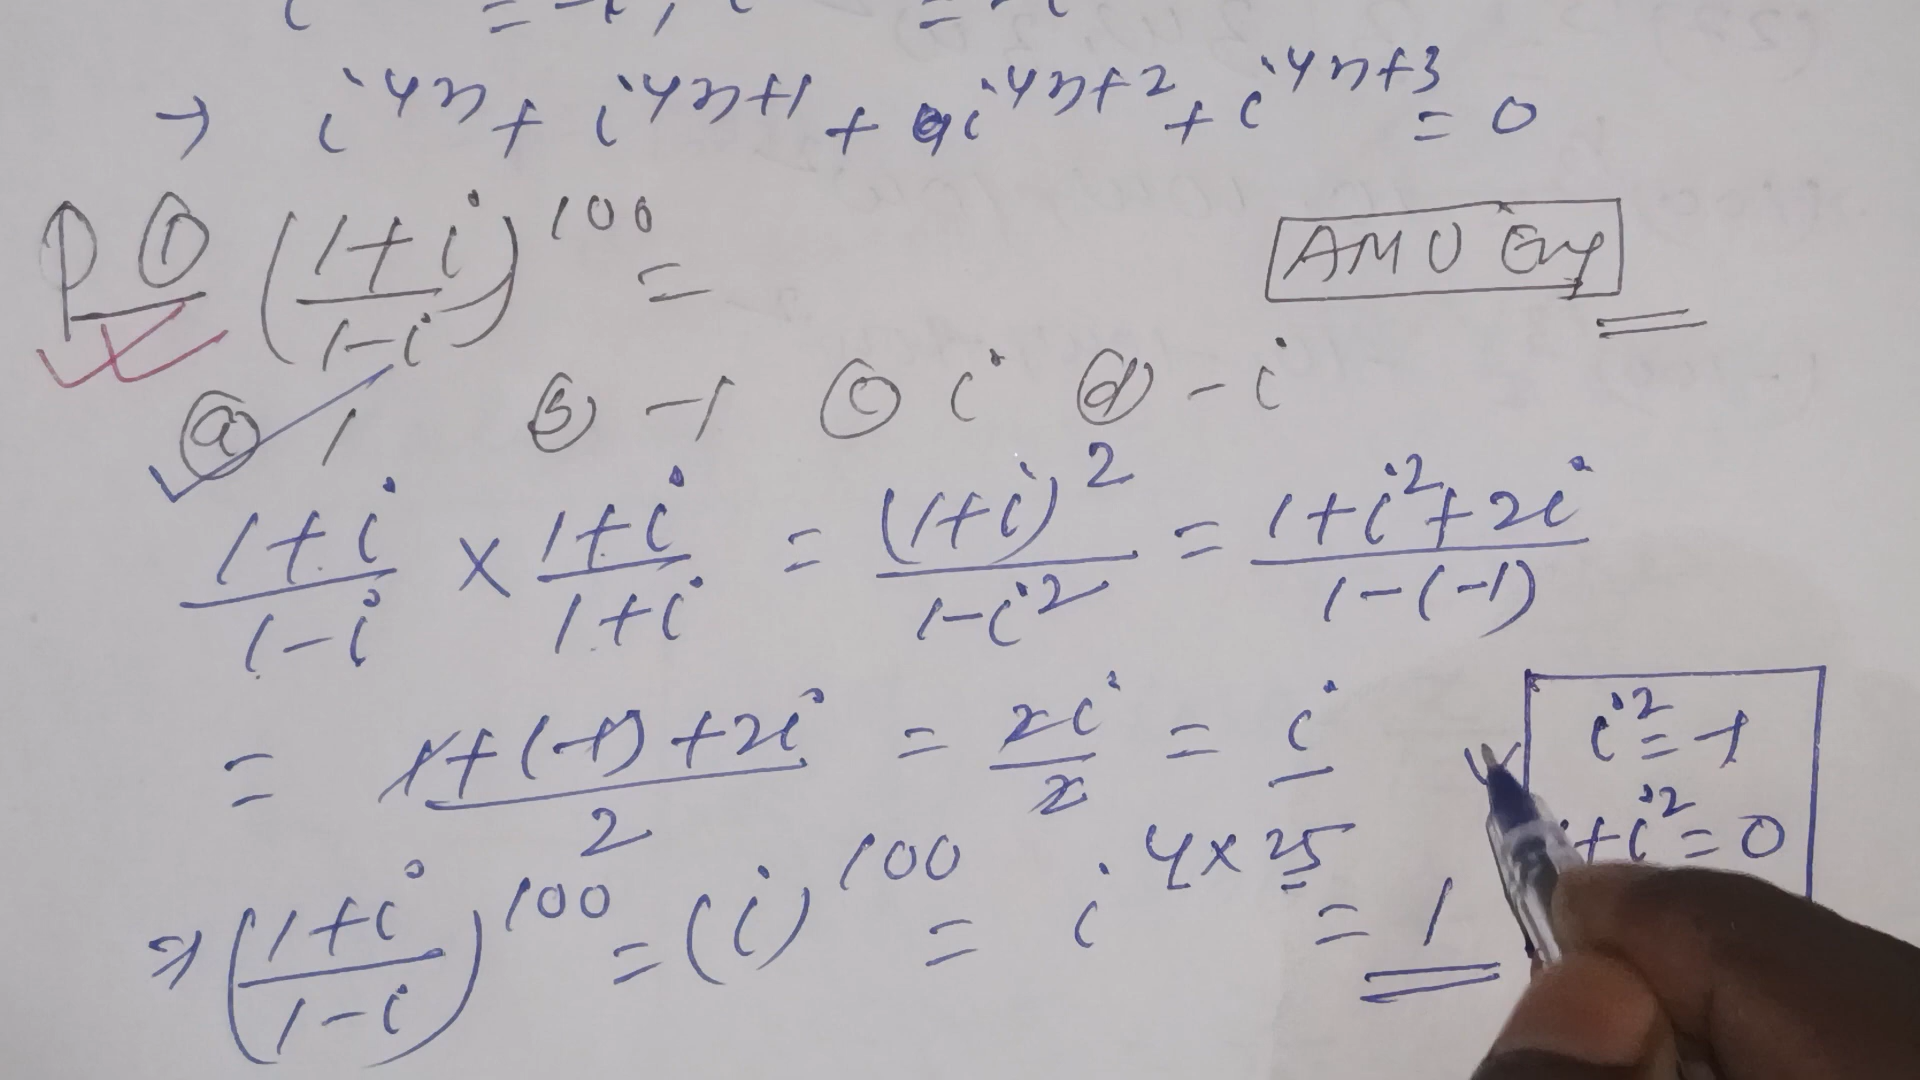 → i^4n + i^4n+1 + i^4n+2 + i^4n+3 = 0
P ① ((1+i)/(1-i))^100 =
AMU Eng
ⓐ 1 ⓑ -1 ⓒ i ⓓ -i
(1+i)/(1-i) × (1+i)/(1+i) = (1+i)^2/(1-i^2) = (1+i^2+2i)/(1-(-1))
= (1+(-1)+2i)/2 = 2i/2 = i
i^2 = -1
+i^2 = 0
⇒ ((1+i)/(1-i))^100 = (i)^100 = i^4×25 = 1